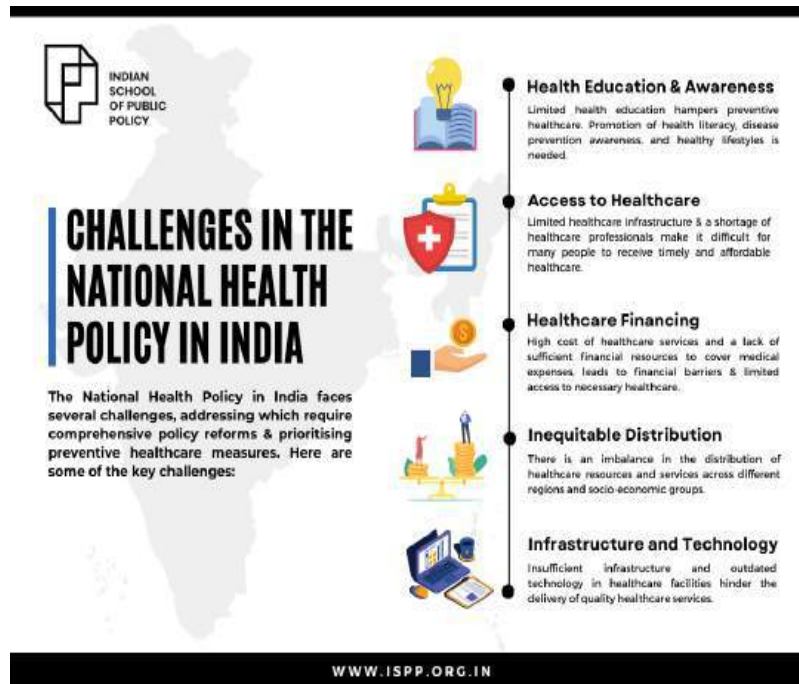 INDIAN
SCHOOL
OF PUBLIC
POLICY
CHALLENGES IN THE
NATIONAL HEALTH
POLICY IN INDIA
The National Health Policy in India faces
several challenges, addressing which require
comprehensive policy reforms & prioritising
preventive healthcare measures. Here are
some of the key challenges:
Health Education & Awareness
Limited health education hampers preventive
healthcare. Promotion of health literacy, disease
prevention awareness, and healthy lifestyles is
needed.
Access to Healthcare
Limited healthcare infrastructure & a shortage of
healthcare professionals make it difficult for
many people to receive timely and affordable
healthcare.
Healthcare Financing
High cost of healthcare services and a lack of
sufficient financial resources to cover medical
expenses, leads to financial barriers & limited
access to necessary healthcare.
Inequitable Distribution
There is an imbalance in the distribution of
healthcare resources and services across different
regions and socio-economic groups.
Infrastructure and Technology
Insufficient infrastructure and outdated
technology in healthcare facilities hinder the
delivery of quality healthcare services.
WWW.ISPP.ORG.IN